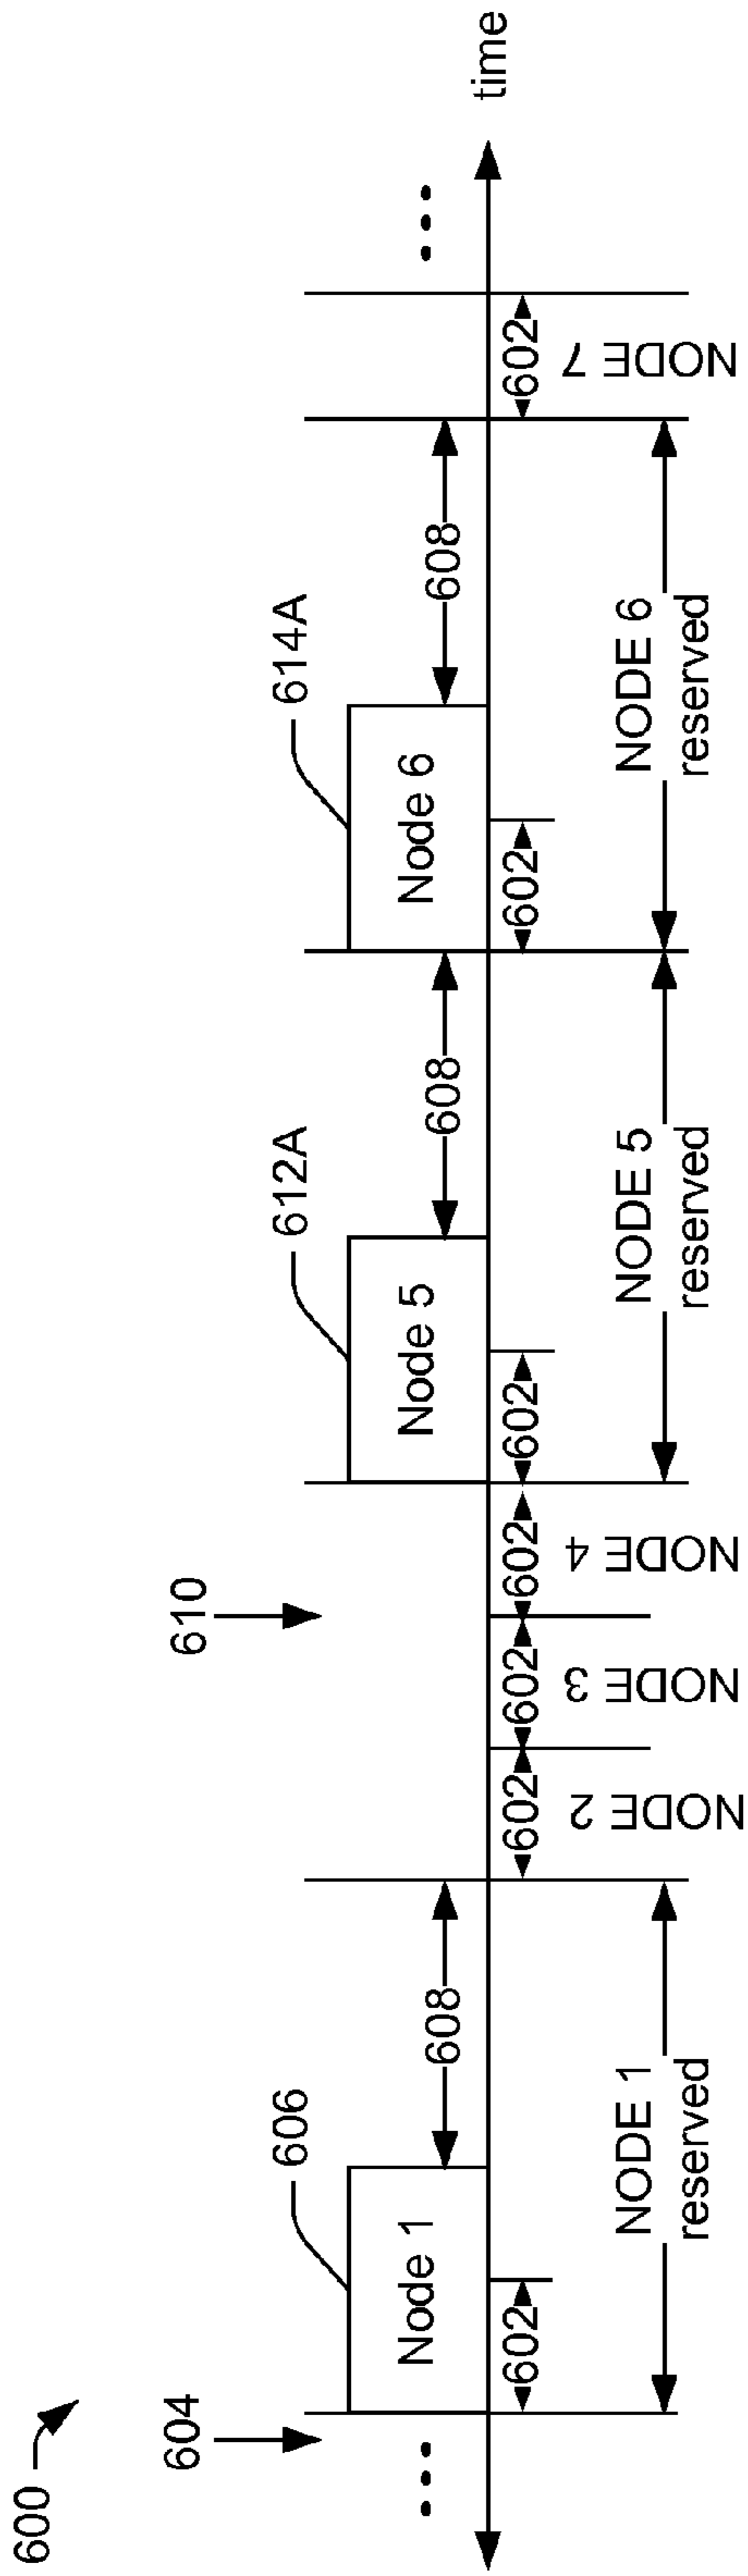 600
604
606
610
612A
614A
Node 1
608
Node 5
608
Node 6
608
time
602
602
602
602
602
602
602
NODE 2
NODE 3
NODE 4
NODE 7
NODE 1
reserved
NODE 5
reserved
NODE 6
reserved